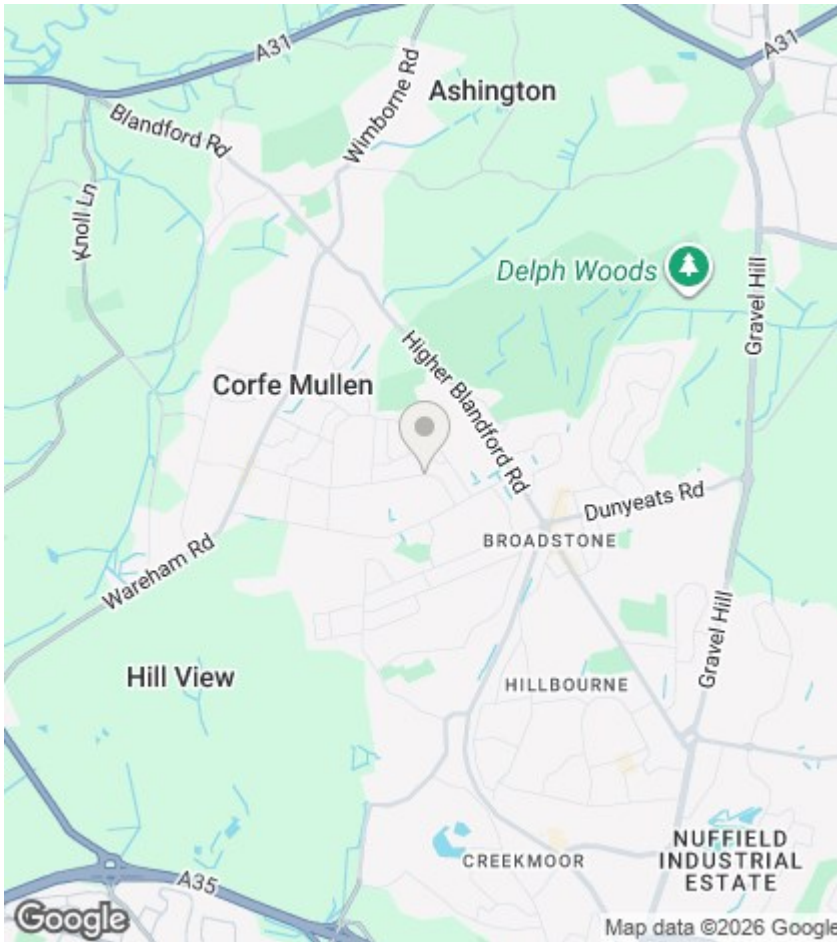 A31
A31
Wimborne Rd
Ashington
Blandford Rd
Knoll Ln
Delph Woods
Gravel Hill
Higher Blandford Rd
Corfe Mullen
Dunyeats Rd
BROADSTONE
Wareham Rd
Gravel Hill
Hill View
HILLBOURNE
NUFFIELD
INDUSTRIAL
ESTATE
CREEKMOOR
A35
Google
Map data ©2026 Google